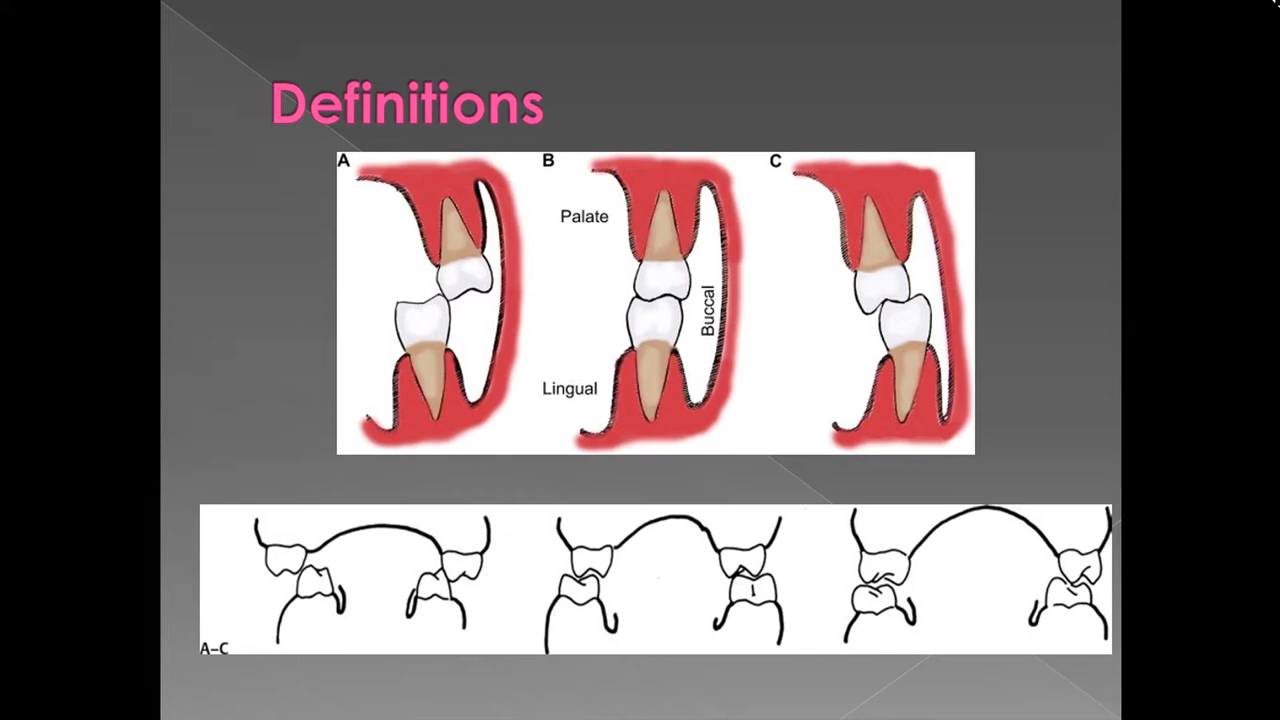 Definitions
A
B
C
Palate
Buccal
Lingual
A–C